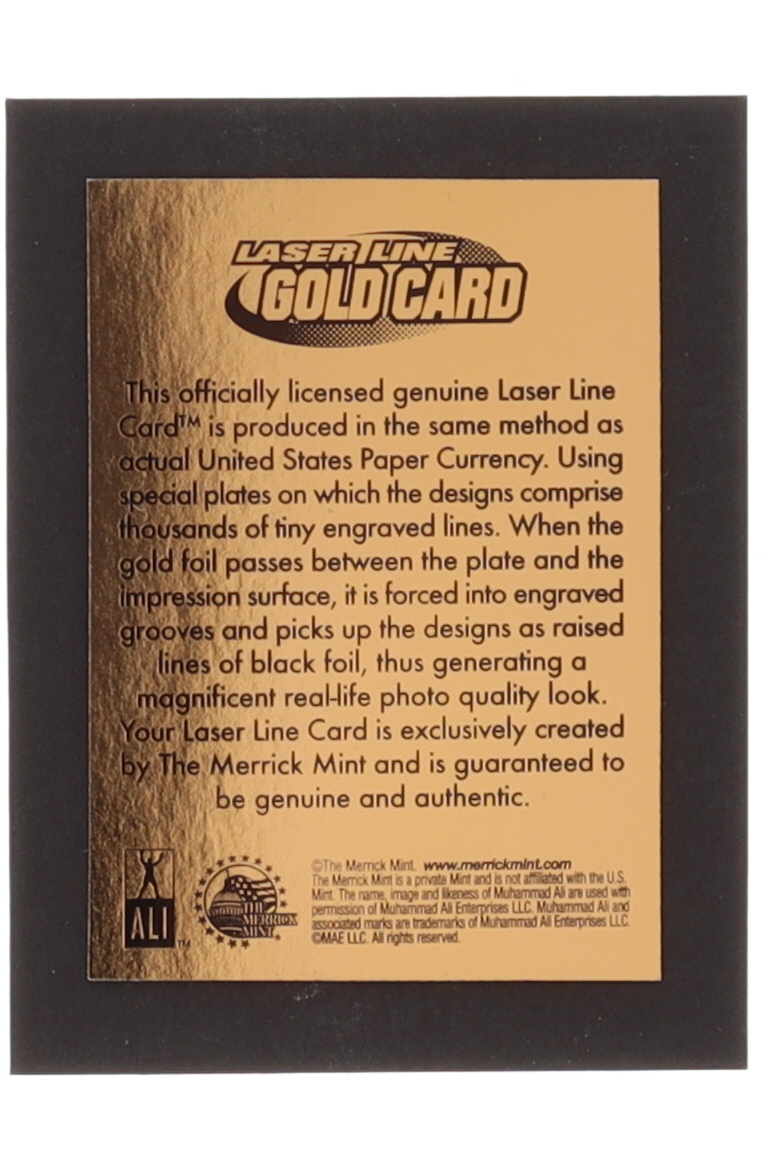 LASER LINE
GOLD CARD
This officially licensed genuine Laser Line
Card™ is produced in the same method as
actual United States Paper Currency. Using
special plates on which the designs comprise
thousands of tiny engraved lines. When the
gold foil passes between the plate and the
impression surface, it is forced into engraved
grooves and picks up the designs as raised
lines of black foil, thus generating a
magnificent real-life photo quality look.
Your Laser Line Card is exclusively created
by The Merrick Mint and is guaranteed to
be genuine and authentic.
ALI™
THE
MERRICK
MINT
©The Merrick Mint. www.merrickmint.com
The Merrick Mint is a private Mint and is not affiliated with the U.S.
Mint. The name, image and likeness of Muhammad Ali are used with
permission of Muhammad Ali Enterprises LLC. Muhammad Ali and
associated marks are trademarks of Muhammad Ali Enterprises LLC.
©MAE LLC. All rights reserved.